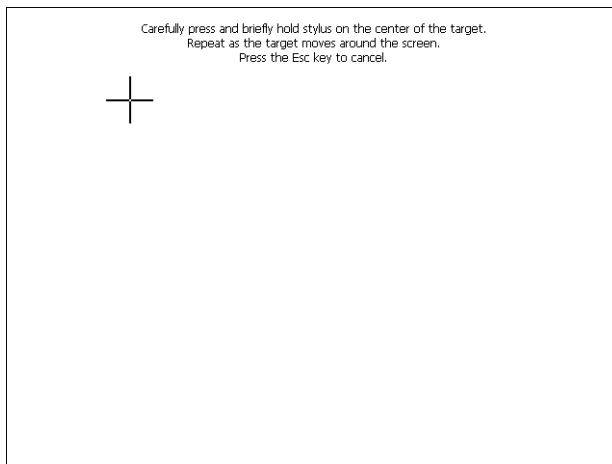 Carefully press and briefly hold stylus on the center of the target.
Repeat as the target moves around the screen.
Press the Esc key to cancel.